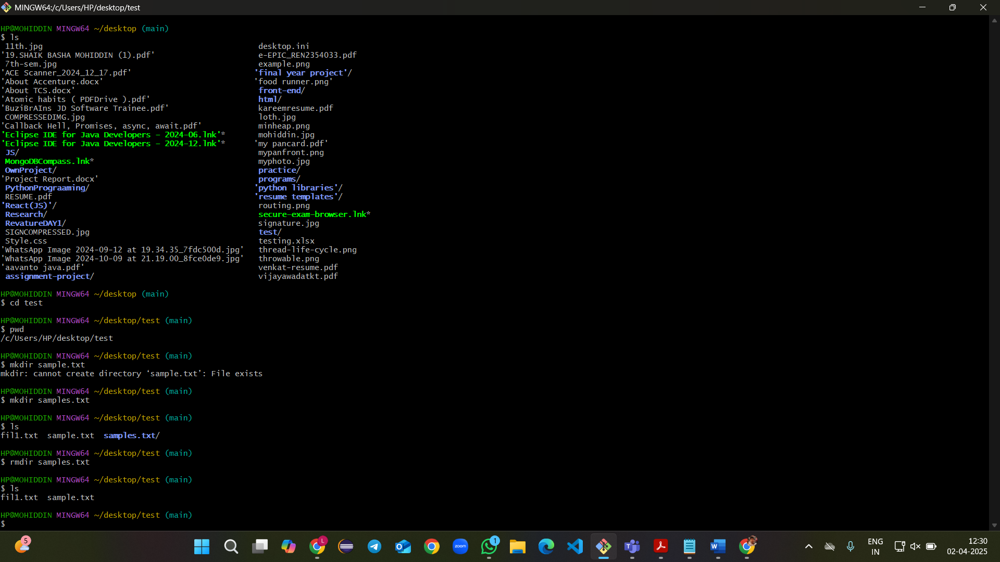 MINGW64:/c/Users/HP/desktop/test
HP@MOHIDDIN MINGW64 ~/desktop (main)
$ ls
11th.jpg desktop.ini
'19.SHAIK BASHA MOHIDDIN (1).pdf' e-EPIC_REN2354033.pdf
7th-sem.jpg example.png
'ACE Scanner_2024_12_17.pdf' 'final year project'/
'About Accenture.docx' 'food runner.png'
'About TCS.docx' front-end/
'Atomic habits ( PDFDrive ).pdf' html/
'BuziBrAIns JD Software Trainee.pdf' kareemresume.pdf
COMPRESSEDIMG.jpg loth.jpg
'Callback Hell, Promises, async, await.pdf' minheap.png
'Eclipse IDE for Java Developers - 2024-06.lnk'* mohiddin.jpg
'Eclipse IDE for Java Developers - 2024-12.lnk'* 'my pancard.pdf'
JS/ mypanfront.png
MongoDBCompass.lnk* myphoto.jpg
OwnProject/ practice/
'Project Report.docx' programs/
PythonPrograaming/ 'python libraries'/
RESUME.pdf 'resume templates'/
'React(JS)'/ routing.png
Research/ secure-exam-browser.lnk*
RevatureDAY1/ signature.jpg
SIGNCOMPRESSED.jpg test/
Style.css testing.xlsx
'WhatsApp Image 2024-09-12 at 19.34.35_7fdc500d.jpg' thread-life-cycle.png
'WhatsApp Image 2024-10-09 at 21.19.00_8fce0de9.jpg' throwable.png
'aavanto java.pdf' venkat-resume.pdf
assignment-project/ vijayawadatkt.pdf
HP@MOHIDDIN MINGW64 ~/desktop (main)
$ cd test
HP@MOHIDDIN MINGW64 ~/desktop/test (main)
$ pwd
/c/Users/HP/desktop/test
HP@MOHIDDIN MINGW64 ~/desktop/test (main)
$ mkdir sample.txt
mkdir: cannot create directory ‘sample.txt’: File exists
HP@MOHIDDIN MINGW64 ~/desktop/test (main)
$ mkdir samples.txt
HP@MOHIDDIN MINGW64 ~/desktop/test (main)
$ ls
fil1.txt sample.txt samples.txt/
HP@MOHIDDIN MINGW64 ~/desktop/test (main)
$ rmdir samples.txt
HP@MOHIDDIN MINGW64 ~/desktop/test (main)
$ ls
fil1.txt sample.txt
HP@MOHIDDIN MINGW64 ~/desktop/test (main)
$
5 L zoom 1 T W ENG 12:30
IN 02-04-2025